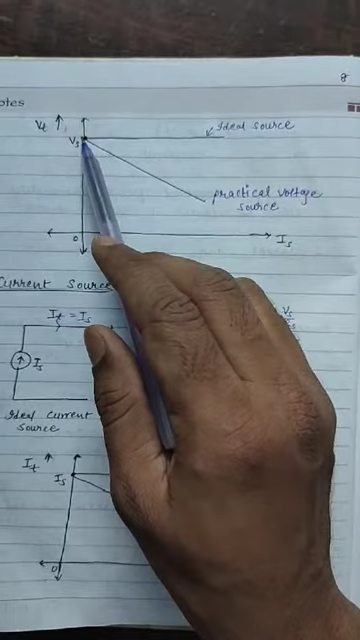 8
otes
Vt ↑
Ideal source
Vs
practical voltage
source
0
Is
Current Source
It = Is
Vs
Is
Ideal current
source
It ↑
Is
0